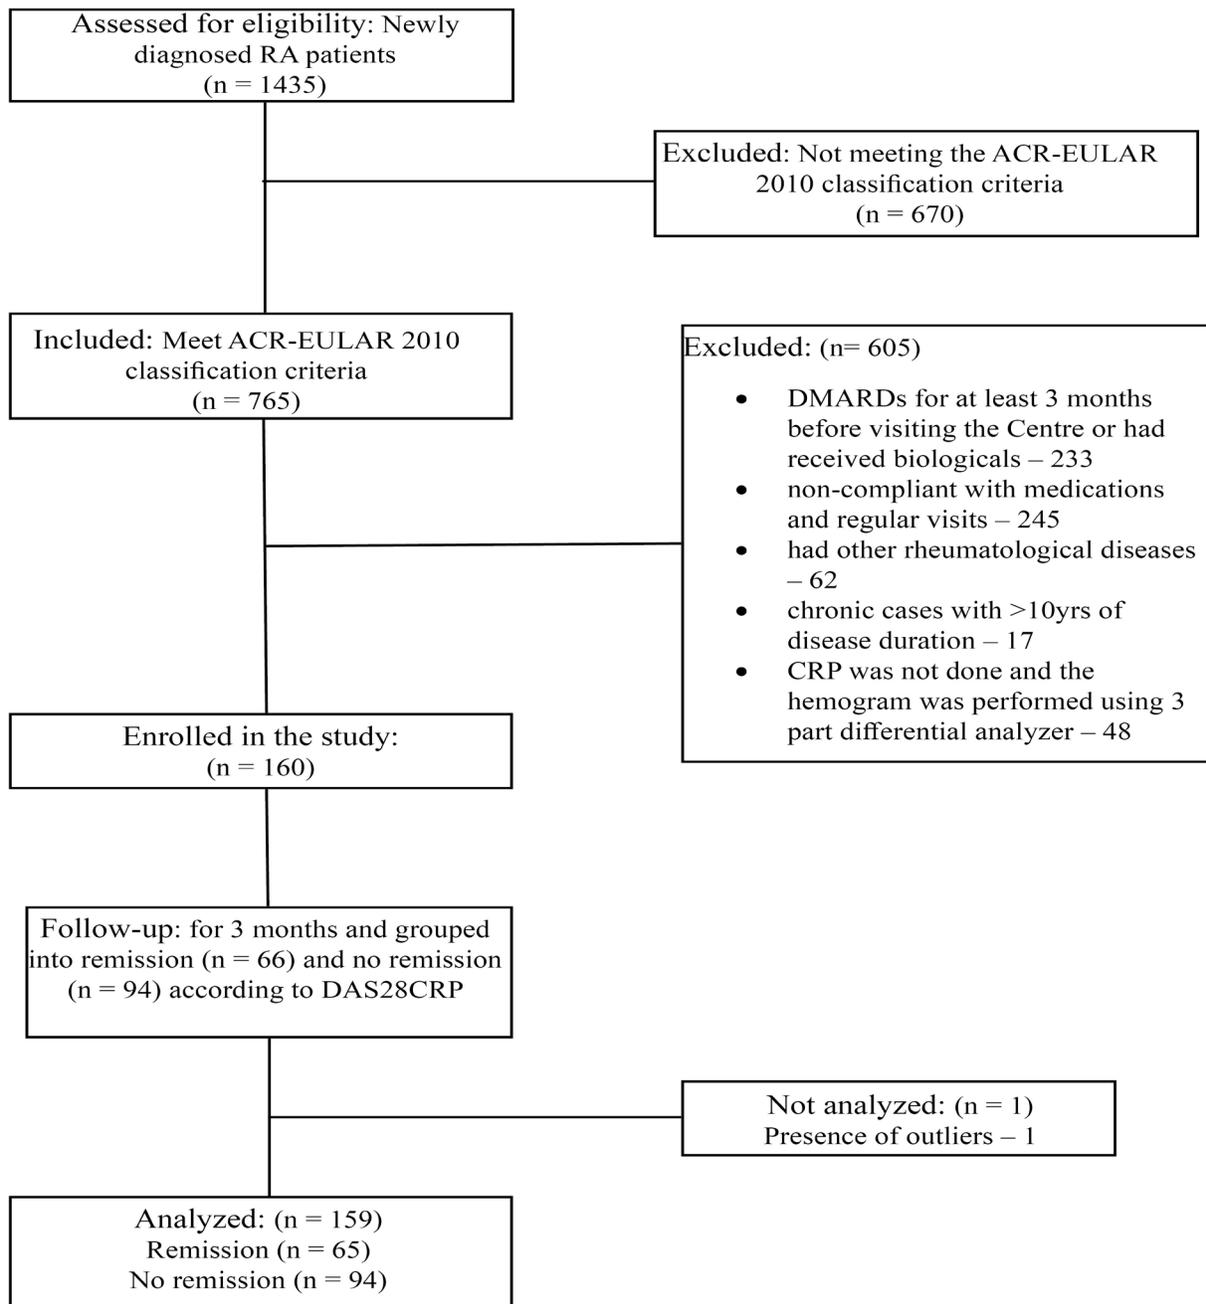 Assessed for eligibility: Newly
diagnosed RA patients
(n = 1435)
Excluded: Not meeting the ACR-EULAR
2010 classification criteria
(n = 670)
Included: Meet ACR-EULAR 2010
classification criteria
(n = 765)
Excluded: (n= 605)
• DMARDs for at least 3 months
before visiting the Centre or had
received biologicals – 233
• non-compliant with medications
and regular visits – 245
• had other rheumatological diseases
– 62
• chronic cases with >10yrs of
disease duration – 17
• CRP was not done and the
hemogram was performed using 3
part differential analyzer – 48
Enrolled in the study:
(n = 160)
Follow-up: for 3 months and grouped
into remission (n = 66) and no remission
(n = 94) according to DAS28CRP
Not analyzed: (n = 1)
Presence of outliers – 1
Analyzed: (n = 159)
Remission (n = 65)
No remission (n = 94)